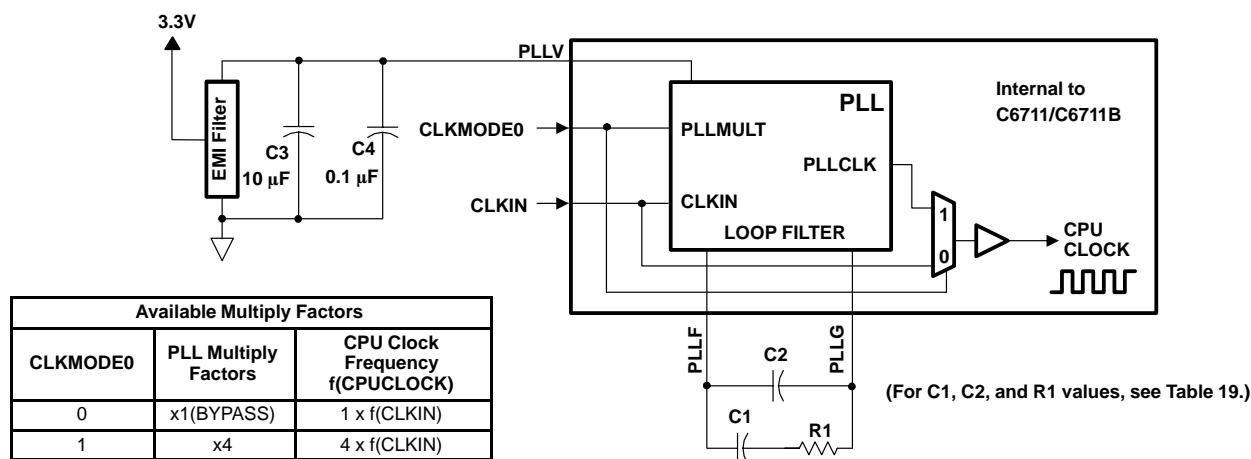 3.3V
PLLV
EMI Filter
C3
10 µF
C4
0.1 µF
CLKMODE0
CLKIN
PLL
PLLMULT
PLLCLK
CLKIN
LOOP FILTER
Internal to
C6711/C6711B
1
0
CPU
CLOCK
PLLF
PLLG
C2
C1
R1
(For C1, C2, and R1 values, see Table 19.)
Available Multiply Factors
CLKMODE0
PLL Multiply
Factors
CPU Clock
Frequency
f(CPUCLOCK)
0
x1(BYPASS)
1 x f(CLKIN)
1
x4
4 x f(CLKIN)